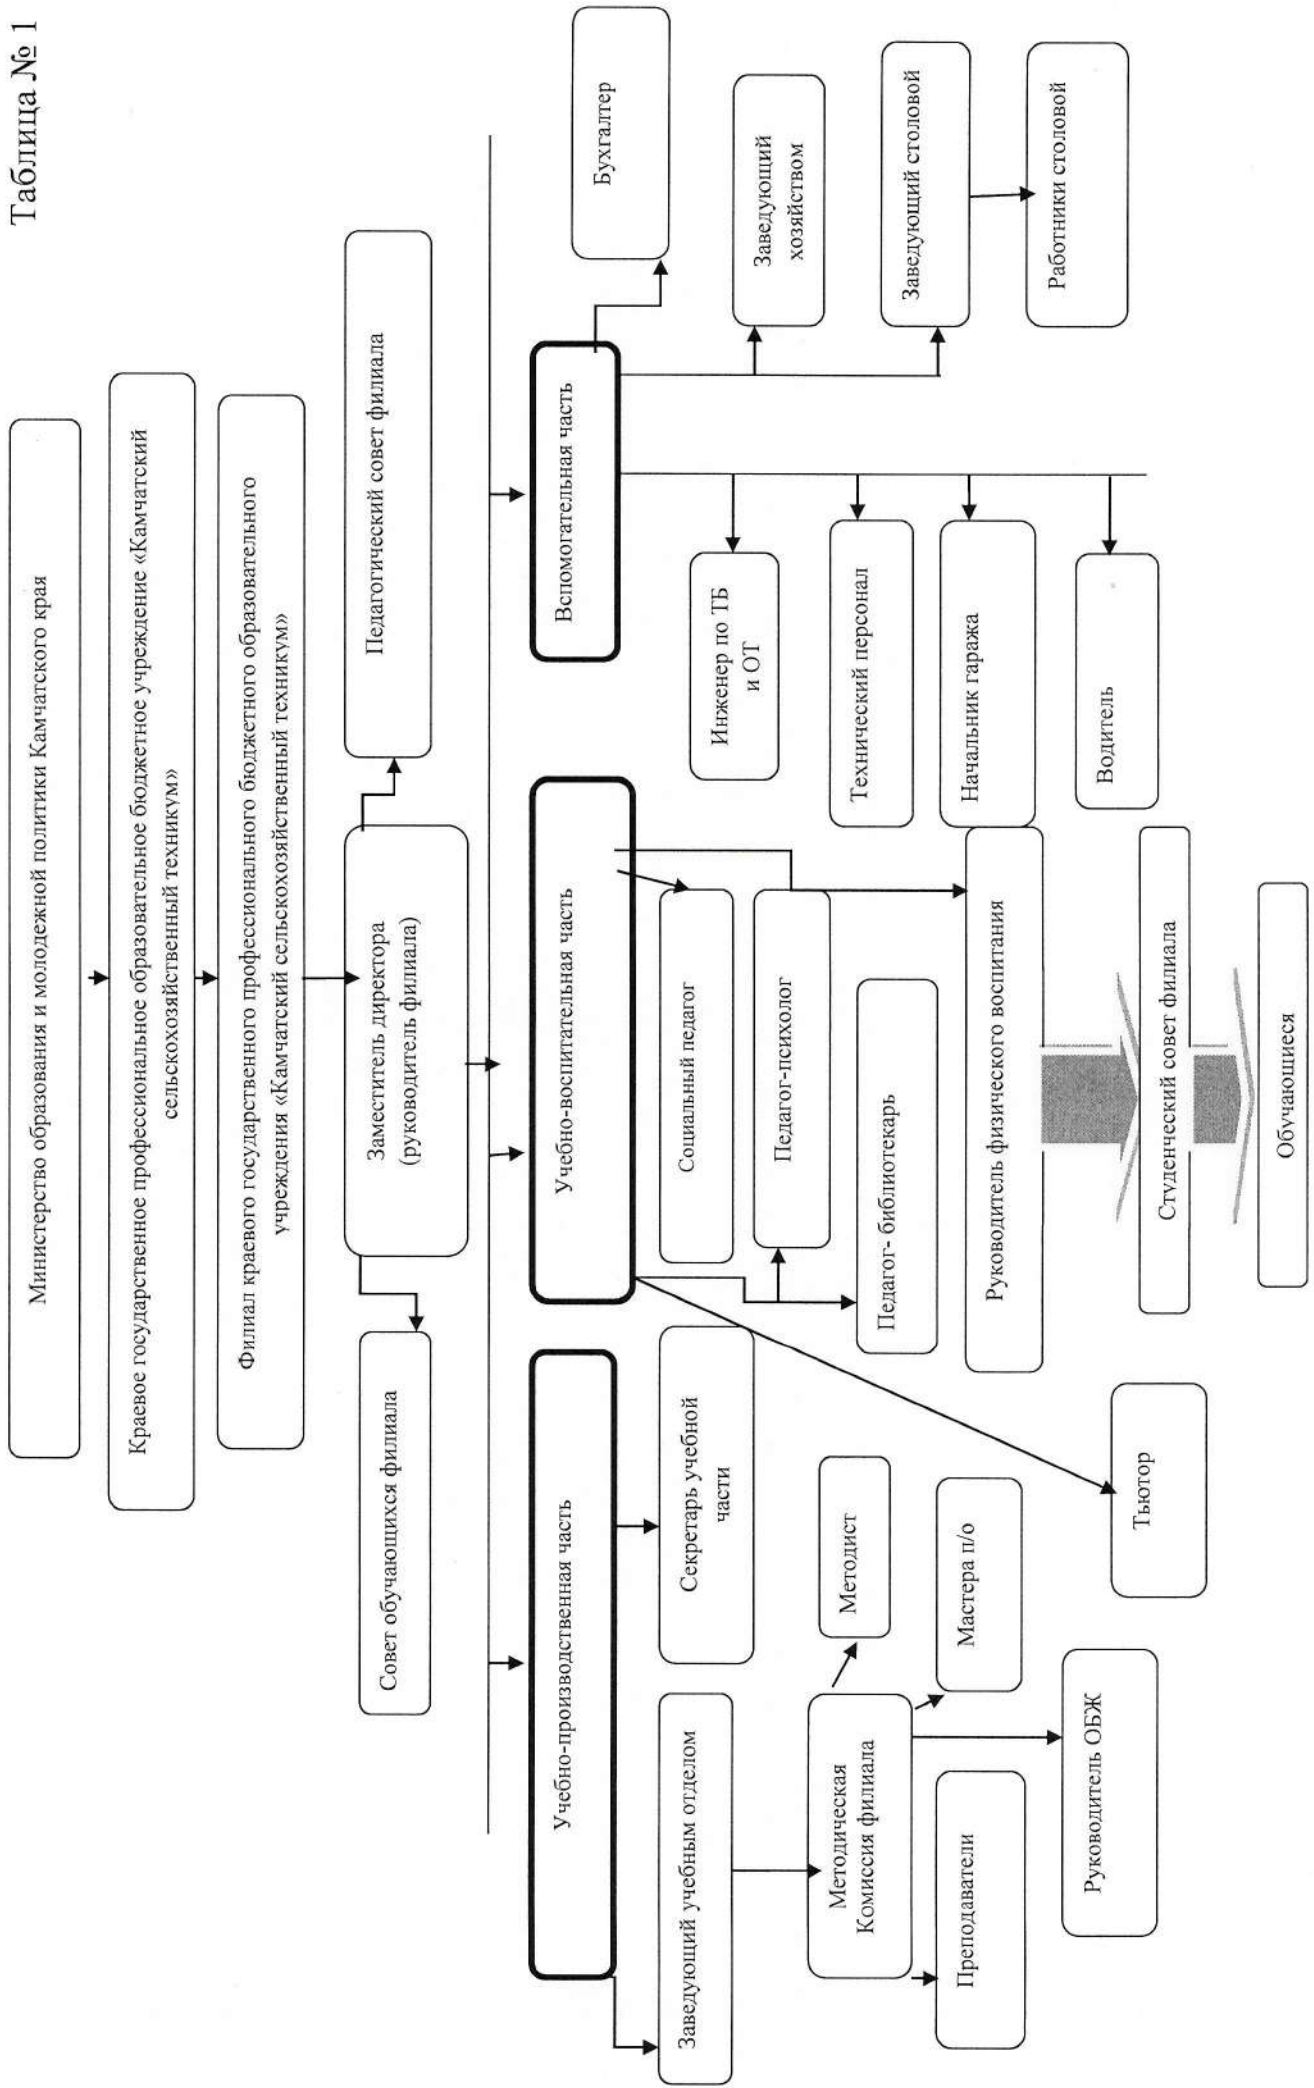 Таблица № 1
Министерство образования и молодежной политики Камчатского края
Краевое государственное профессиональное образовательное бюджетное учреждение «Камчатский
сельскохозяйственный техникум»
Филиал краевого государственного профессионального бюджетного образовательного
учреждения «Камчатский сельскохозяйственный техникум»
Заместитель директора
(руководитель филиала)
Совет обучающихся филиала
Педагогический совет филиала
Учебно-производственная часть
Учебно-воспитательная часть
Вспомогательная часть
Бухгалтер
Заведующий учебным отделом
Секретарь учебной
части
Социальный педагог
Инженер по ТБ
и ОТ
Заведующий
хозяйством
Методическая
Комиссия филиала
Методист
Педагог-психолог
Педагог- библиотекарь
Технический персонал
Заведующий столовой
Преподаватели
Мастера п/о
Руководитель физического воспитания
Начальник гаража
Работники столовой
Руководитель ОБЖ
Тьютор
Студенческий совет филиала
Водитель
Обучающиеся